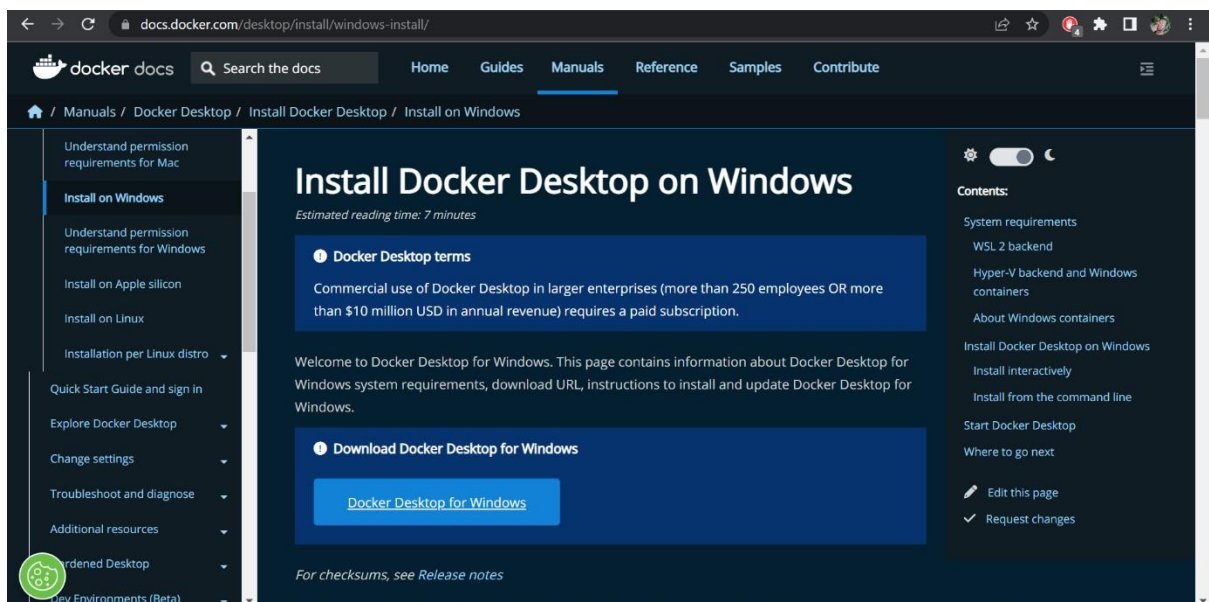 docs.docker.com/desktop/install/windows-install/
4
docker docs
Search the docs
Home
Guides
Manuals
Reference
Samples
Contribute
/ Manuals / Docker Desktop / Install Docker Desktop / Install on Windows
Understand permission
requirements for Mac
Install on Windows
Understand permission
requirements for Windows
Install on Apple silicon
Install on Linux
Installation per Linux distro
Quick Start Guide and sign in
Explore Docker Desktop
Change settings
Troubleshoot and diagnose
Additional resources
Desktop
Dev Environments (Beta)
Install Docker Desktop on Windows
Estimated reading time: 7 minutes
Docker Desktop terms
Commercial use of Docker Desktop in larger enterprises (more than 250 employees OR more
than $10 million USD in annual revenue) requires a paid subscription.
Welcome to Docker Desktop for Windows. This page contains information about Docker Desktop for
Windows system requirements, download URL, instructions to install and update Docker Desktop for
Windows.
Download Docker Desktop for Windows
Docker Desktop for Windows
For checksums, see Release notes
Contents:
System requirements
WSL 2 backend
Hyper-V backend and Windows
containers
About Windows containers
Install Docker Desktop on Windows
Install interactively
Install from the command line
Start Docker Desktop
Where to go next
Edit this page
Request changes